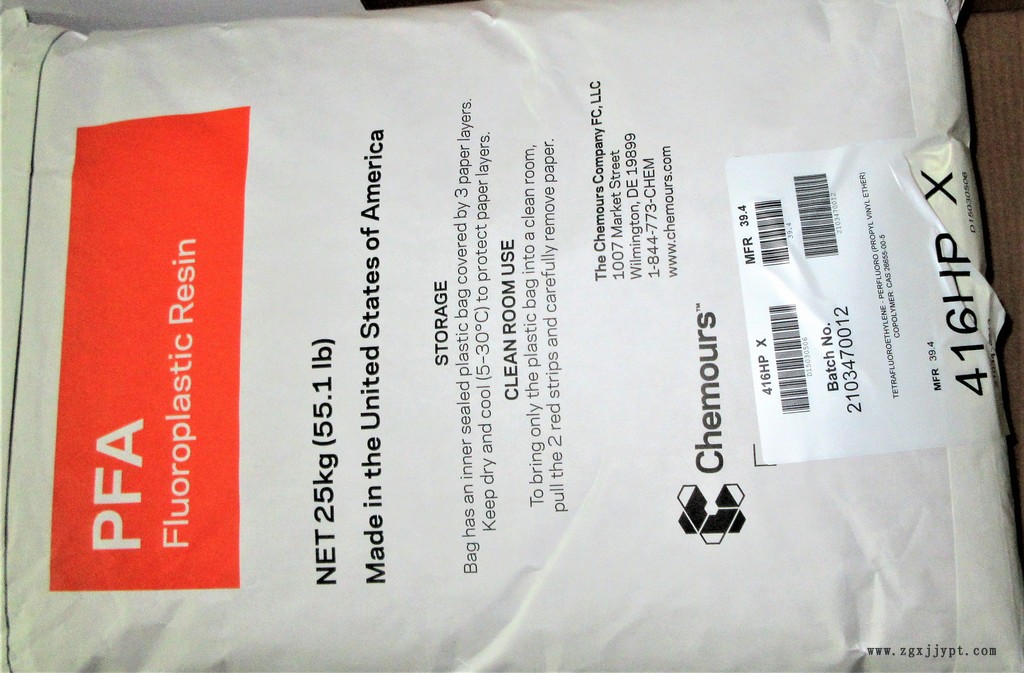 PFA
Fluoroplastic Resin
NET 25kg (55.1 lb)
Made in the United States of America
STORAGE
Bag has an inner sealed plastic bag covered by 3 paper layers.
Keep dry and cool (5-30°C) to protect paper layers.
CLEAN ROOM USE
To bring only the plastic bag into a clean room,
pull the 2 red strips and carefully remove paper.
The Chemours Company FC, LLC
1007 Market Street
Wilmington, DE 19899
1-844-773-CHEM
www.chemours.com
Chemours™
416HP X MFR 39.4
D15030506 39.4
Batch No.
2103470012
2103470012
TETRAFLUOROETHYLENE - PERFLUORO (PROPYL VINYL ETHER)
COPOLYMER: CAS 26655-00-5
MFR 39.4
416HP X
D15030506
www.zgxjjypt.com